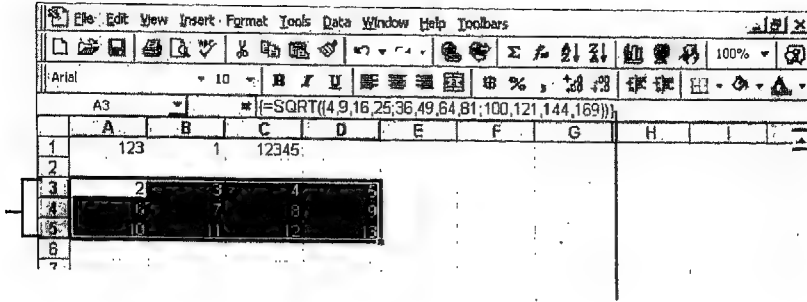 File Edit View Insert Format Tools Data Window Help Toolbars
100%
Arial 10 B I U %
A3 {=SQRT({4,9,16,25;36,49,64,81;100,121,144,169})}
A B C D E F G H I
1 123 1 12345
2
3 2 3 4 5
4 6 7 8 9
5 10 11 12 13
6
7